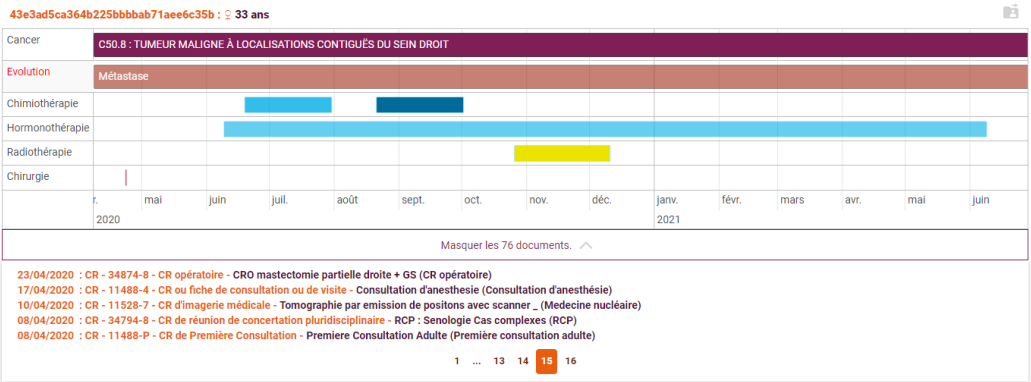 43e3ad5ca364b225bbbbab71aee6c35b : ♀ 33 ans
Cancer
C50.8 : TUMEUR MALIGNE À LOCALISATIONS CONTIGUËS DU SEIN DROIT
Evolution
Métastase
Chimiothérapie
Hormonothérapie
Radiothérapie
Chirurgie
r. mai juin juil. août sept. oct. nov. déc. janv. févr. mars avr. mai juin
2020 2021
Masquer les 76 documents.
23/04/2020 : CR - 34874-8 - CR opératoire - CRO mastectomie partielle droite + GS (CR opératoire)
17/04/2020 : CR - 11488-4 - CR ou fiche de consultation ou de visite - Consultation d'anesthesie (Consultation d'anesthésie)
10/04/2020 : CR - 11528-7 - CR d'imagerie médicale - Tomographie par emission de positons avec scanner _ (Medecine nucléaire)
08/04/2020 : CR - 34794-8 - CR de réunion de concertation pluridisciplinaire - RCP : Senologie Cas complexes (RCP)
08/04/2020 : CR - 11488-P - CR de Première Consultation - Premiere Consultation Adulte (Première consultation adulte)
1 ... 13 14 15 16